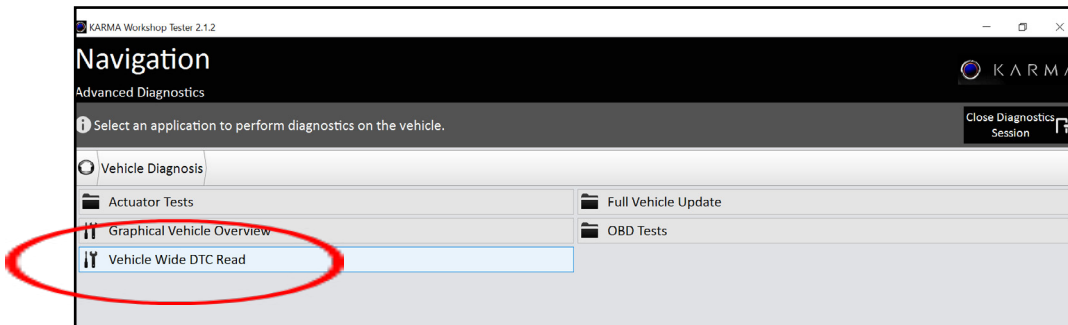 KARMA Workshop Tester 2.1.2
Navigation
KARMA
Advanced Diagnostics
Select an application to perform diagnostics on the vehicle.
Close Diagnostics
Session
Vehicle Diagnosis
Actuator Tests
Full Vehicle Update
Graphical Vehicle Overview
OBD Tests
Vehicle Wide DTC Read